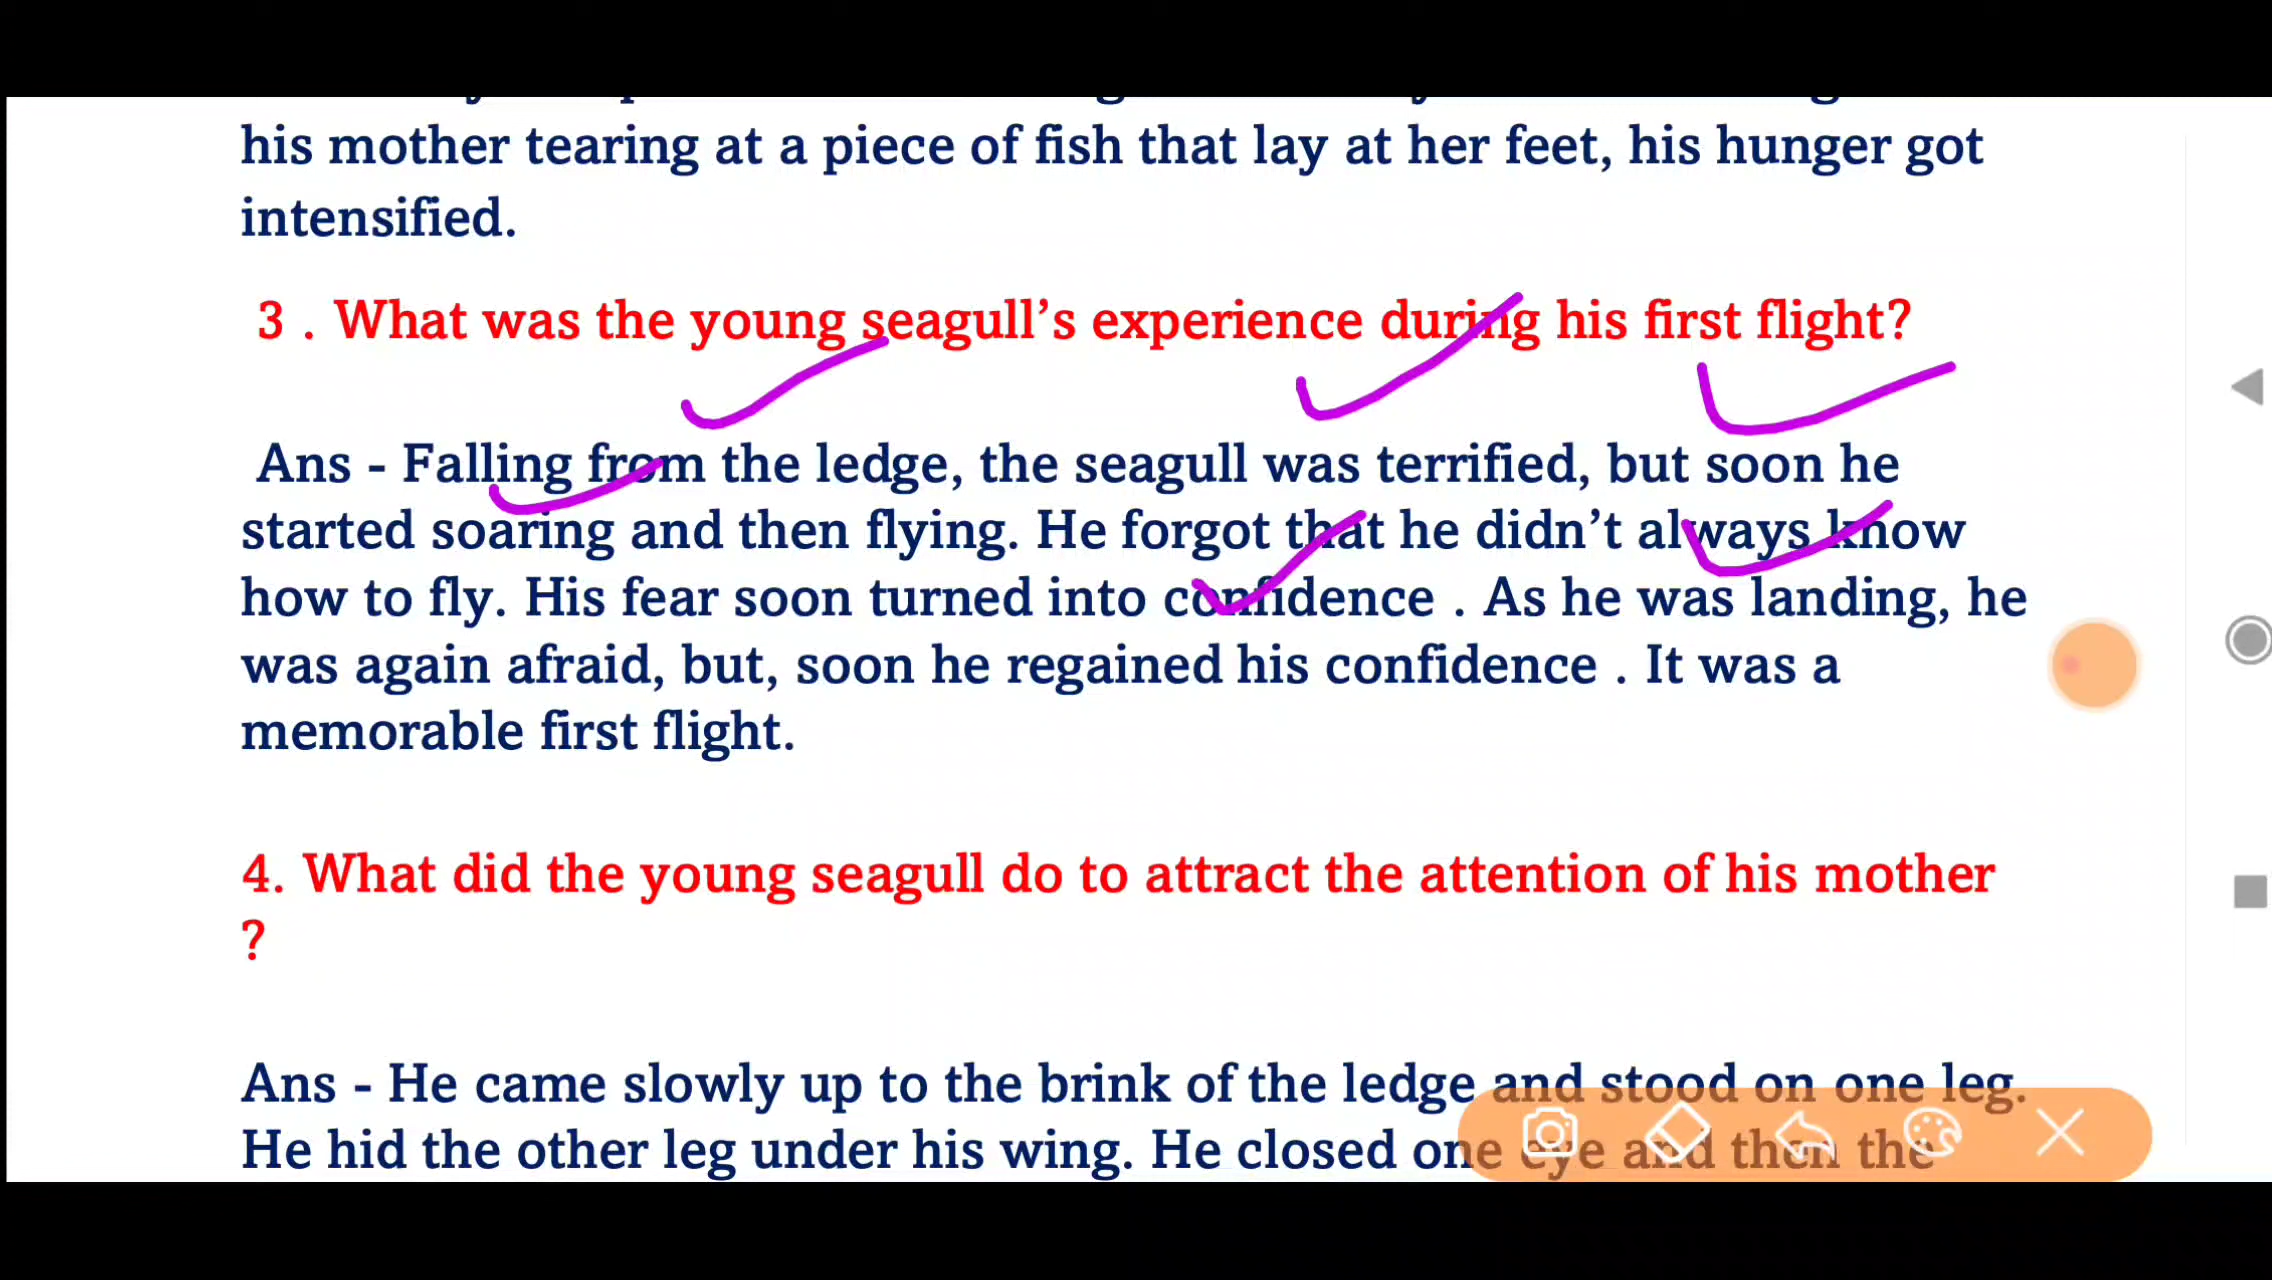 his mother tearing at a piece of fish that lay at her feet, his hunger got
intensified.
3 . What was the young seagull’s experience during his first flight?
Ans - Falling from the ledge, the seagull was terrified, but soon he
started soaring and then flying. He forgot that he didn’t always know
how to fly. His fear soon turned into confidence . As he was landing, he
was again afraid, but, soon he regained his confidence . It was a
memorable first flight.
4. What did the young seagull do to attract the attention of his mother
?
Ans - He came slowly up to the brink of the ledge and stood on one leg.
He hid the other leg under his wing. He closed one eye and then the